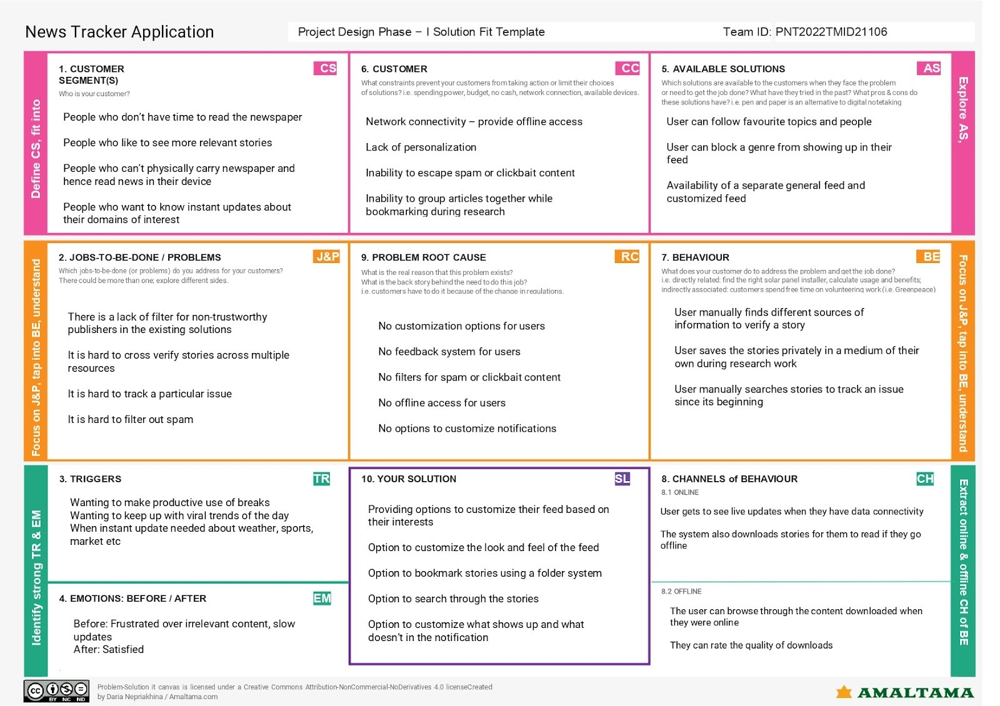 News Tracker Application
Project Design Phase – I Solution Fit Template
Team ID: PNT2022TMID21106
Define CS, fit into
1. CUSTOMER
SEGMENT(S)
CS
Who is your customer?
People who don't have time to read the newspaper
People who like to see more relevant stories
People who can't physically carry newspaper and
hence read news in their device
People who want to know instant updates about
their domains of interest
6. CUSTOMER
CC
What constraints prevent your customers from taking action or limit their choices
of solutions? i.e. spending power, budget, no cash, network connection, available devices.
Network connectivity – provide offline access
Lack of personalization
Inability to escape spam or clickbait content
Inability to group articles together while
bookmarking during research
5. AVAILABLE SOLUTIONS
AS
Which solutions are available to the customers when they face the problem
or need to get the job done? What have they tried in the past? What pros & cons do
these solutions have? i.e. pen and paper is an alternative to digital notetaking
User can follow favourite topics and people
User can block a genre from showing up in their
feed
Availability of a separate general feed and
customized feed
Explore AS,
Focus on J&P, tap into BE, understand
2. JOBS-TO-BE-DONE / PROBLEMS
J&P
Which jobs-to-be-done (or problems) do you address for your customers?
There could be more than one; explore different sides.
There is a lack of filter for non-trustworthy
publishers in the existing solutions
It is hard to cross verify stories across multiple
resources
It is hard to track a particular issue
It is hard to filter out spam
9. PROBLEM ROOT CAUSE
RC
What is the real reason that this problem exists?
What is the back story behind the need to do this job?
i.e. customers have to do it because of the change in regulations.
No customization options for users
No feedback system for users
No filters for spam or clickbait content
No offline access for users
No options to customize notifications
7. BEHAVIOUR
BE
What does your customer do to address the problem and get the job done?
i.e. directly related: find the right solar panel installer, calculate usage and benefits;
indirectly associated: customers spend free time on volunteering work (i.e. Greenpeace)
User manually finds different sources of
information to verify a story
User saves the stories privately in a medium of their
own during research work
User manually searches stories to track an issue
since its beginning
Focus on J&P, tap into BE, understand
Identify strong TR & EM
3. TRIGGERS
TR
Wanting to make productive use of breaks
Wanting to keep up with viral trends of the day
When instant update needed about weather, sports,
market etc
4. EMOTIONS: BEFORE / AFTER
EM
Before: Frustrated over irrelevant content, slow
updates
After: Satisfied
10. YOUR SOLUTION
SL
Providing options to customize their feed based on
their interests
Option to customize the look and feel of the feed
Option to bookmark stories using a folder system
Option to search through the stories
Option to customize what shows up and what
doesn't in the notification
8. CHANNELS of BEHAVIOUR
CH
8.1 ONLINE
User gets to see live updates when they have data connectivity
The system also downloads stories for them to read if they go
offline
8.2 OFFLINE
The user can browse through the content downloaded when
they were online
They can rate the quality of downloads
Extract online & offline CH of BE
cc BY NC ND
Problem-Solution it canvas is licensed under a Creative Commons Attribution-NonCommercial-NoDerivatives 4.0 licenseCreated
by Daria Nepriakhina / Amaltama.com
AMALTAMA